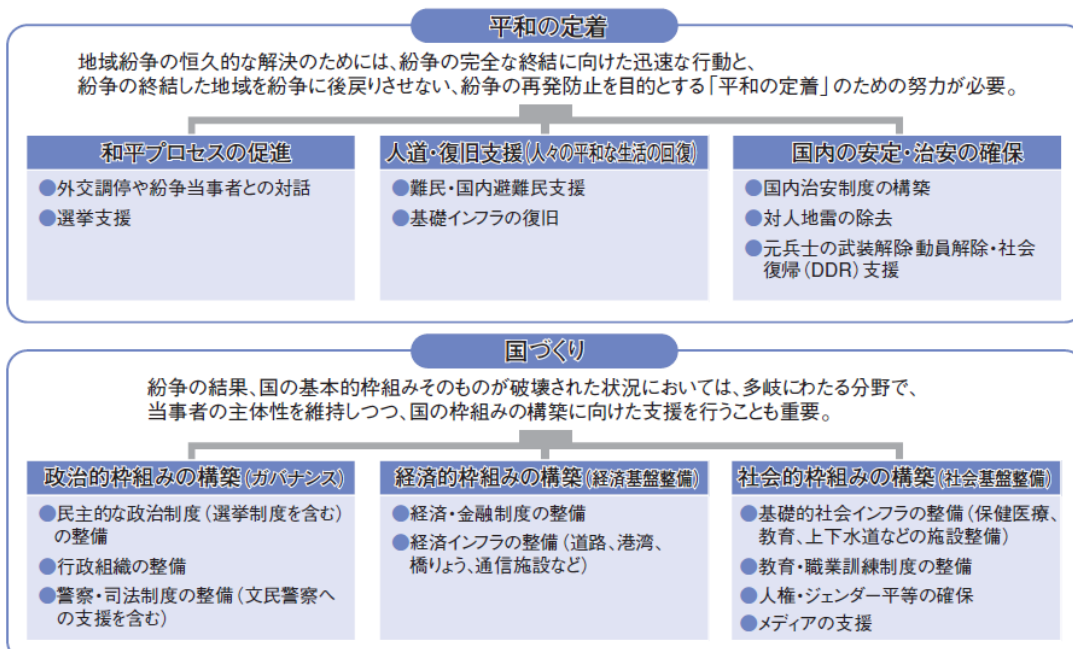 平和の定着
地域紛争の恒久的な解決のためには、紛争の完全な終結に向けた迅速な行動と、
紛争の終結した地域を紛争に後戻りさせない、紛争の再発防止を目的とする「平和の定着」のための努力が必要。
和平プロセスの促進
●外交調停や紛争当事者との対話
●選挙支援
人道・復旧支援(人々の平和な生活の回復)
●難民・国内避難民支援
●基礎インフラの復旧
国内の安定・治安の確保
●国内治安制度の構築
●対人地雷の除去
●元兵士の武装解除・動員解除・社会
復帰(DDR)支援
国づくり
紛争の結果、国の基本的枠組みそのものが破壊された状況においては、多岐にわたる分野で、
当事者の主体性を維持しつつ、国の枠組みの構築に向けた支援を行うことも重要。
政治的枠組みの構築(ガバナンス)
●民主的な政治制度(選挙制度を含む)
の整備
●行政組織の整備
●警察・司法制度の整備(文民警察へ
の支援を含む)
経済的枠組みの構築(経済基盤整備)
●経済・金融制度の整備
●経済インフラの整備(道路、港湾、
橋りょう、通信施設など)
社会的枠組みの構築(社会基盤整備)
●基礎的社会インフラの整備(保健医療、
教育、上下水道などの施設整備)
●教育・職業訓練制度の整備
●人権・ジェンダー平等の確保
●メディアの支援